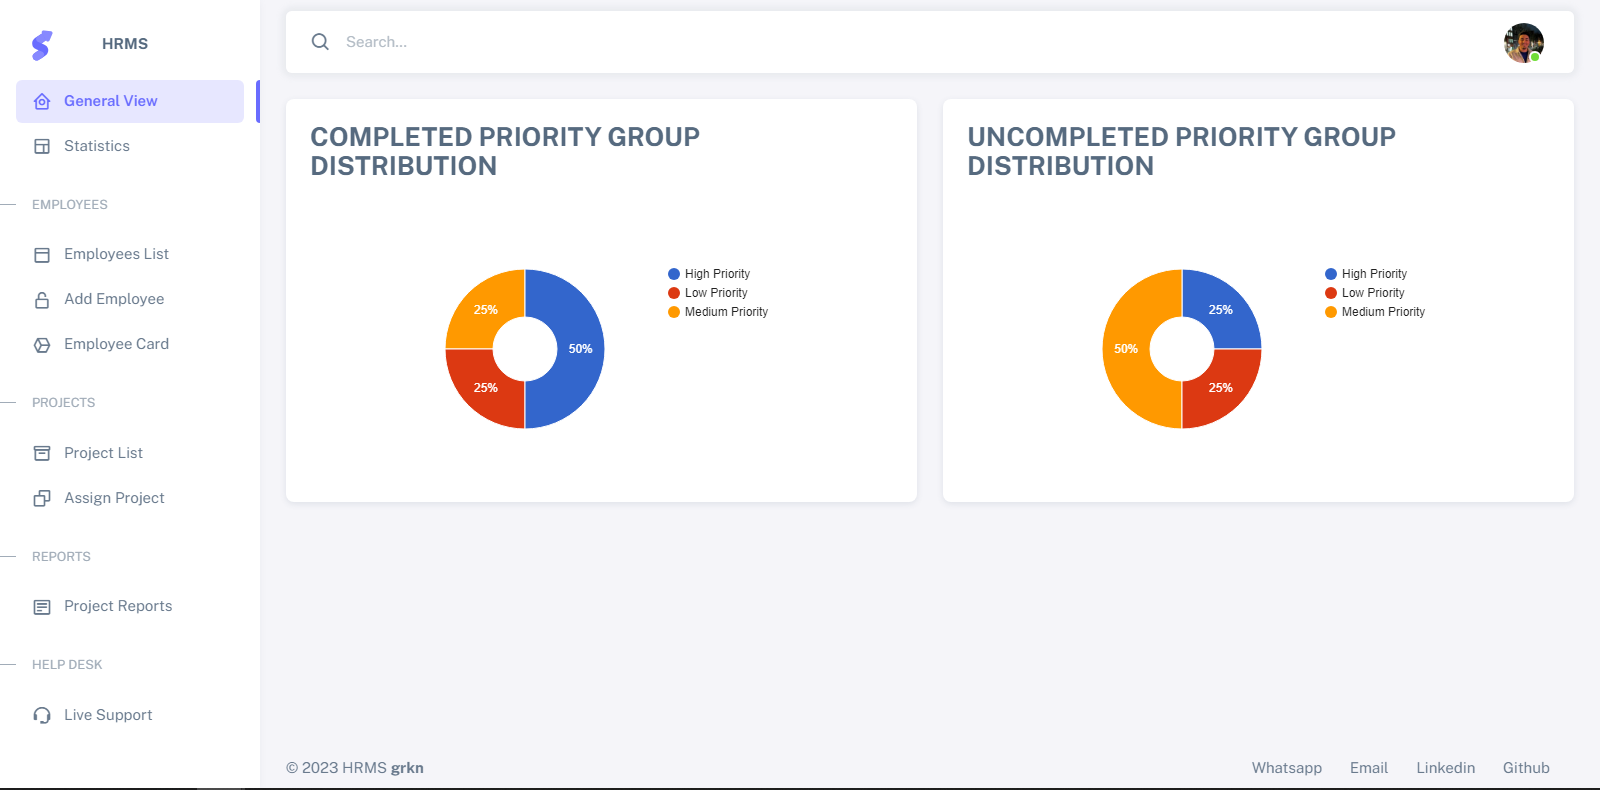 HRMS
General View
Statistics
EMPLOYEES
Employees List
Add Employee
Employee Card
PROJECTS
Project List
Assign Project
REPORTS
Project Reports
HELP DESK
Live Support
Search...
COMPLETED PRIORITY GROUP
DISTRIBUTION
25%
50%
25%
High Priority
Low Priority
Medium Priority
UNCOMPLETED PRIORITY GROUP
DISTRIBUTION
25%
50%
25%
High Priority
Low Priority
Medium Priority
© 2023 HRMS grkn
Whatsapp Email Linkedin Github